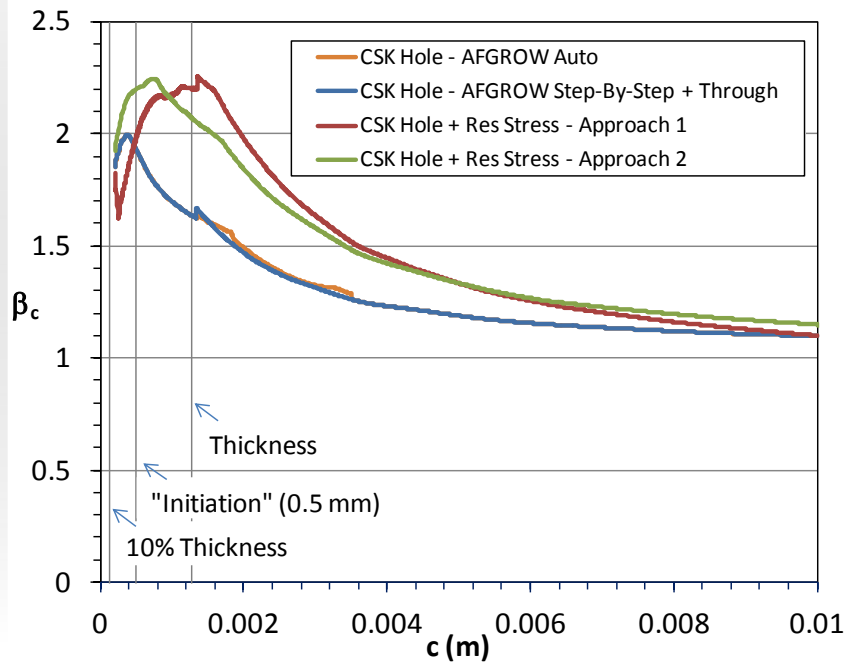 2.5
CSK Hole - AFGROW Auto
CSK Hole - AFGROW Step-By-Step + Through
CSK Hole + Res Stress - Approach 1
CSK Hole + Res Stress - Approach 2
2
1.5
βc
1
Thickness
0.5
"Initiation" (0.5 mm)
10% Thickness
0
0 0.002 0.004 0.006 0.008 0.01
c (m)